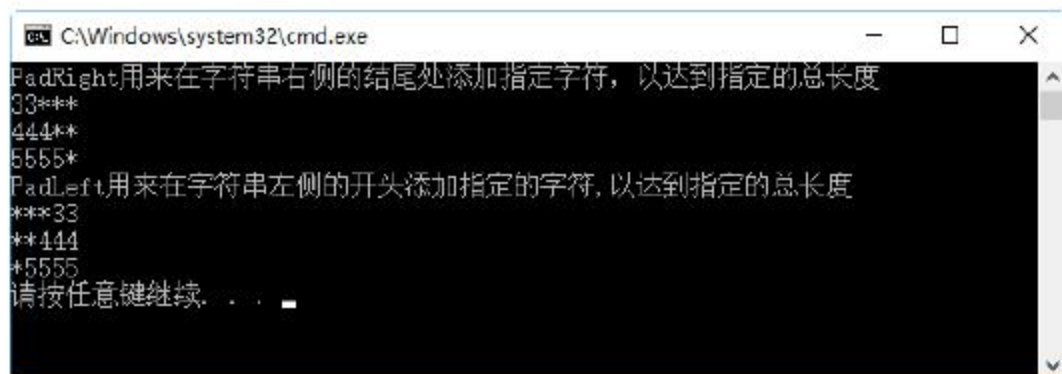 C:\Windows\system32\cmd.exe
PadRight用来在字符串右侧的结尾处添加指定字符，以达到指定的总长度
33***
444**
5555*
PadLeft用来在字符串左侧的开头添加指定的字符,以达到指定的总长度
***33
**444
*5555
请按任意键继续. . .